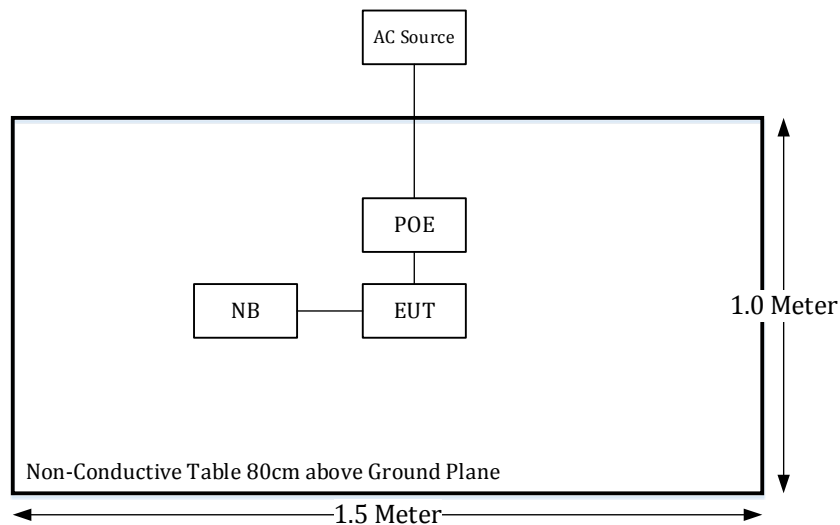 AC Source
POE
NB
EUT
1.0 Meter
Non-Conductive Table 80cm above Ground Plane
1.5 Meter